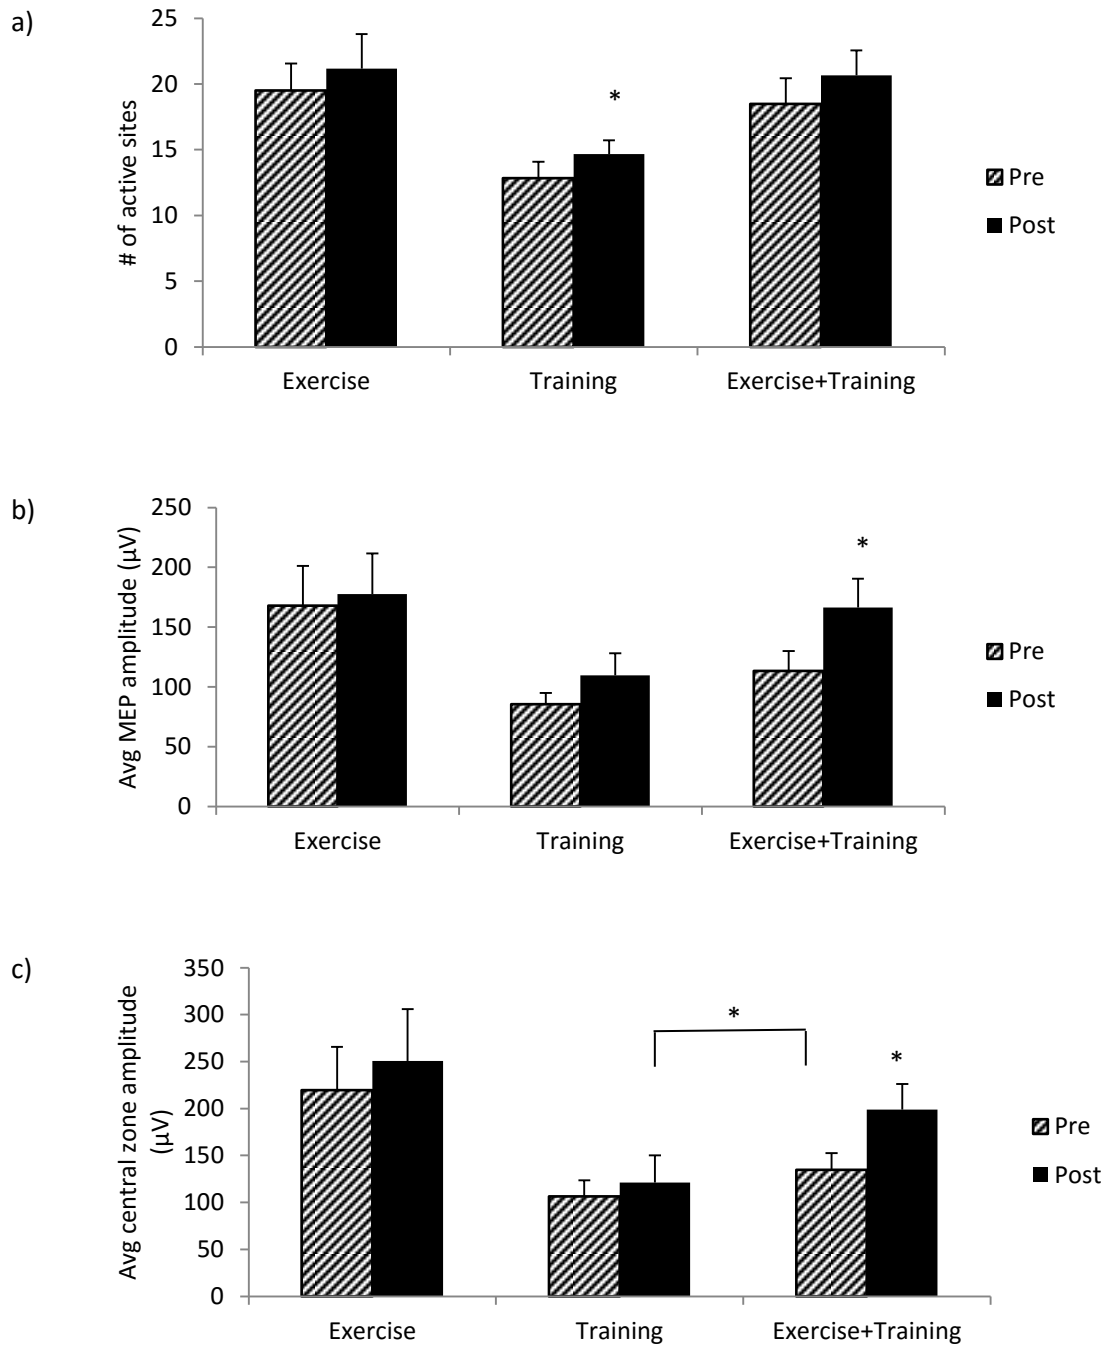 a)
# of active sites
25
20
15
10
5
0
*
Exercise
Training
Exercise+Training
Pre
Post
b)
Avg MEP amplitude (µV)
250
200
150
100
50
0
*
Exercise
Training
Exercise+Training
Pre
Post
c)
Avg central zone amplitude
(µV)
350
300
250
200
150
100
50
0
*
*
Exercise
Training
Exercise+Training
Pre
Post